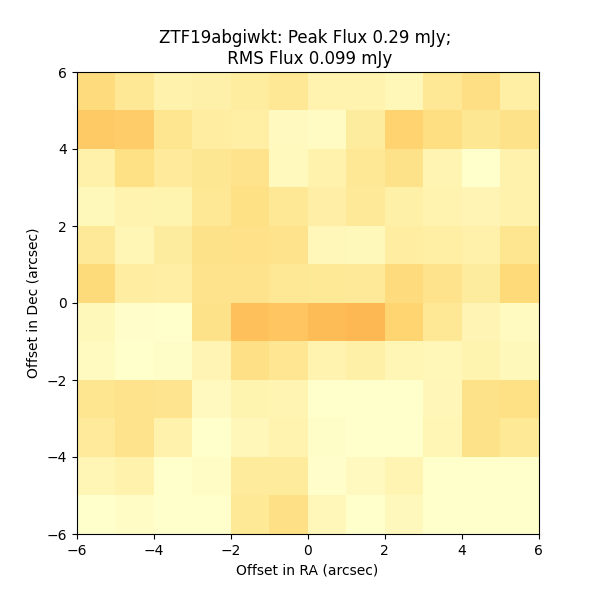 ZTF19abgiwkt: Peak Flux 0.29 mJy;
RMS Flux 0.099 mJy
6
4
2
0
−2
−4
−6
Offset in Dec (arcsec)
−6 −4 −2 0 2 4 6
Offset in RA (arcsec)